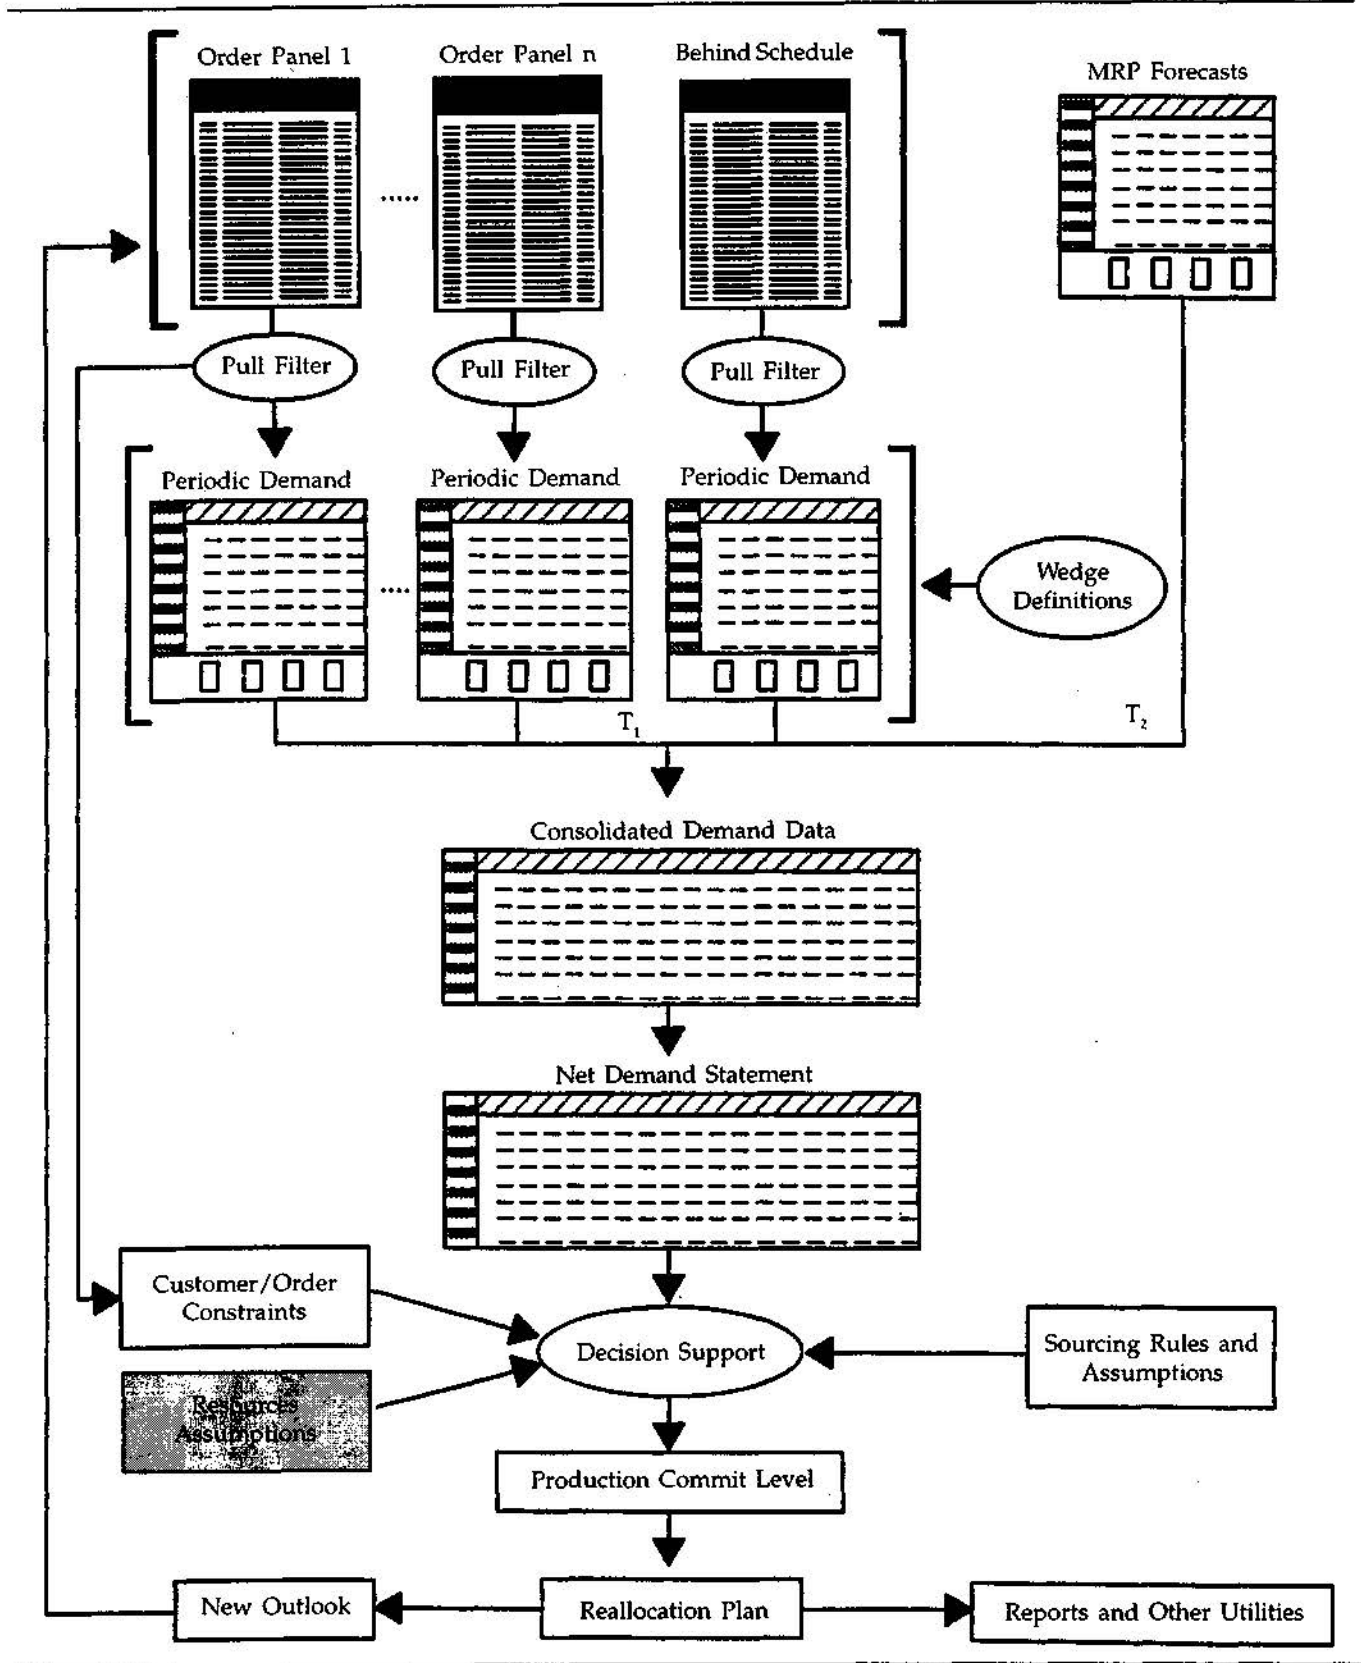 Order Panel 1
Order Panel n
Behind Schedule
MRP Forecasts
.....
Pull Filter
Pull Filter
Pull Filter
Periodic Demand
Periodic Demand
Periodic Demand
....
Wedge
Definitions
T1
T2
Consolidated Demand Data
Net Demand Statement
Customer/Order
Constraints
Decision Support
Sourcing Rules and
Assumptions
Resources
Assumptions
Production Commit Level
New Outlook
Reallocation Plan
Reports and Other Utilities